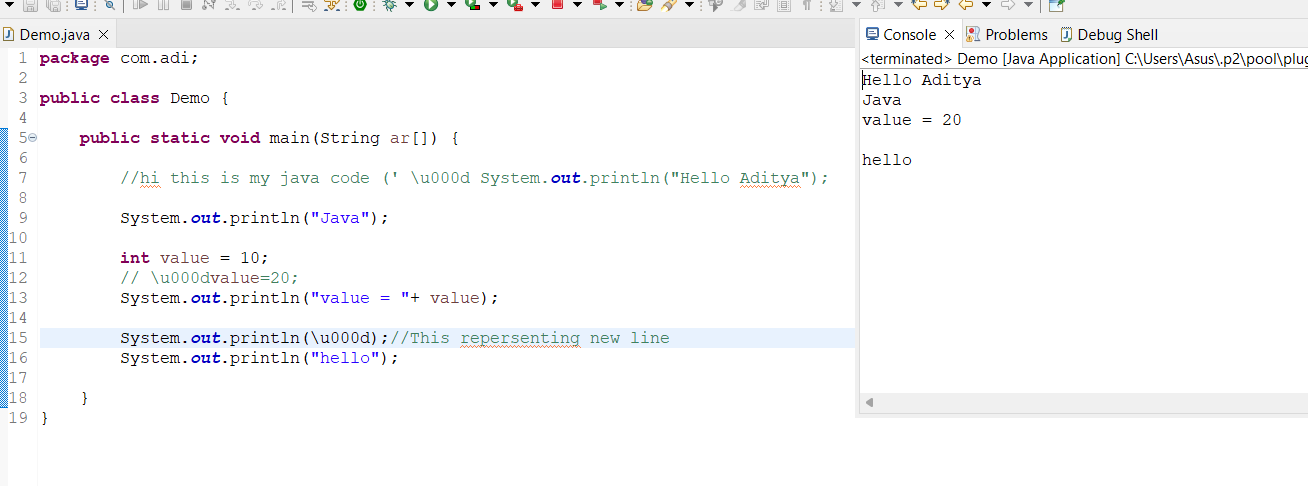 Demo.java
1 package com.adi;
2
3 public class Demo {
4
5 public static void main(String ar[]) {
6
7 //hi this is my java code (' \u000d System.out.println("Hello Aditya");
8
9 System.out.println("Java");
10
11 int value = 10;
12 // \u000dvalue=20;
13 System.out.println("value = "+ value);
14
15 System.out.println(\u000d);//This repersenting new line
16 System.out.println("hello");
17
18 }
19 }
Console Problems Debug Shell
<terminated> Demo [Java Application] C:\Users\Asus\.p2\pool\plug
Hello Aditya
Java
value = 20
hello